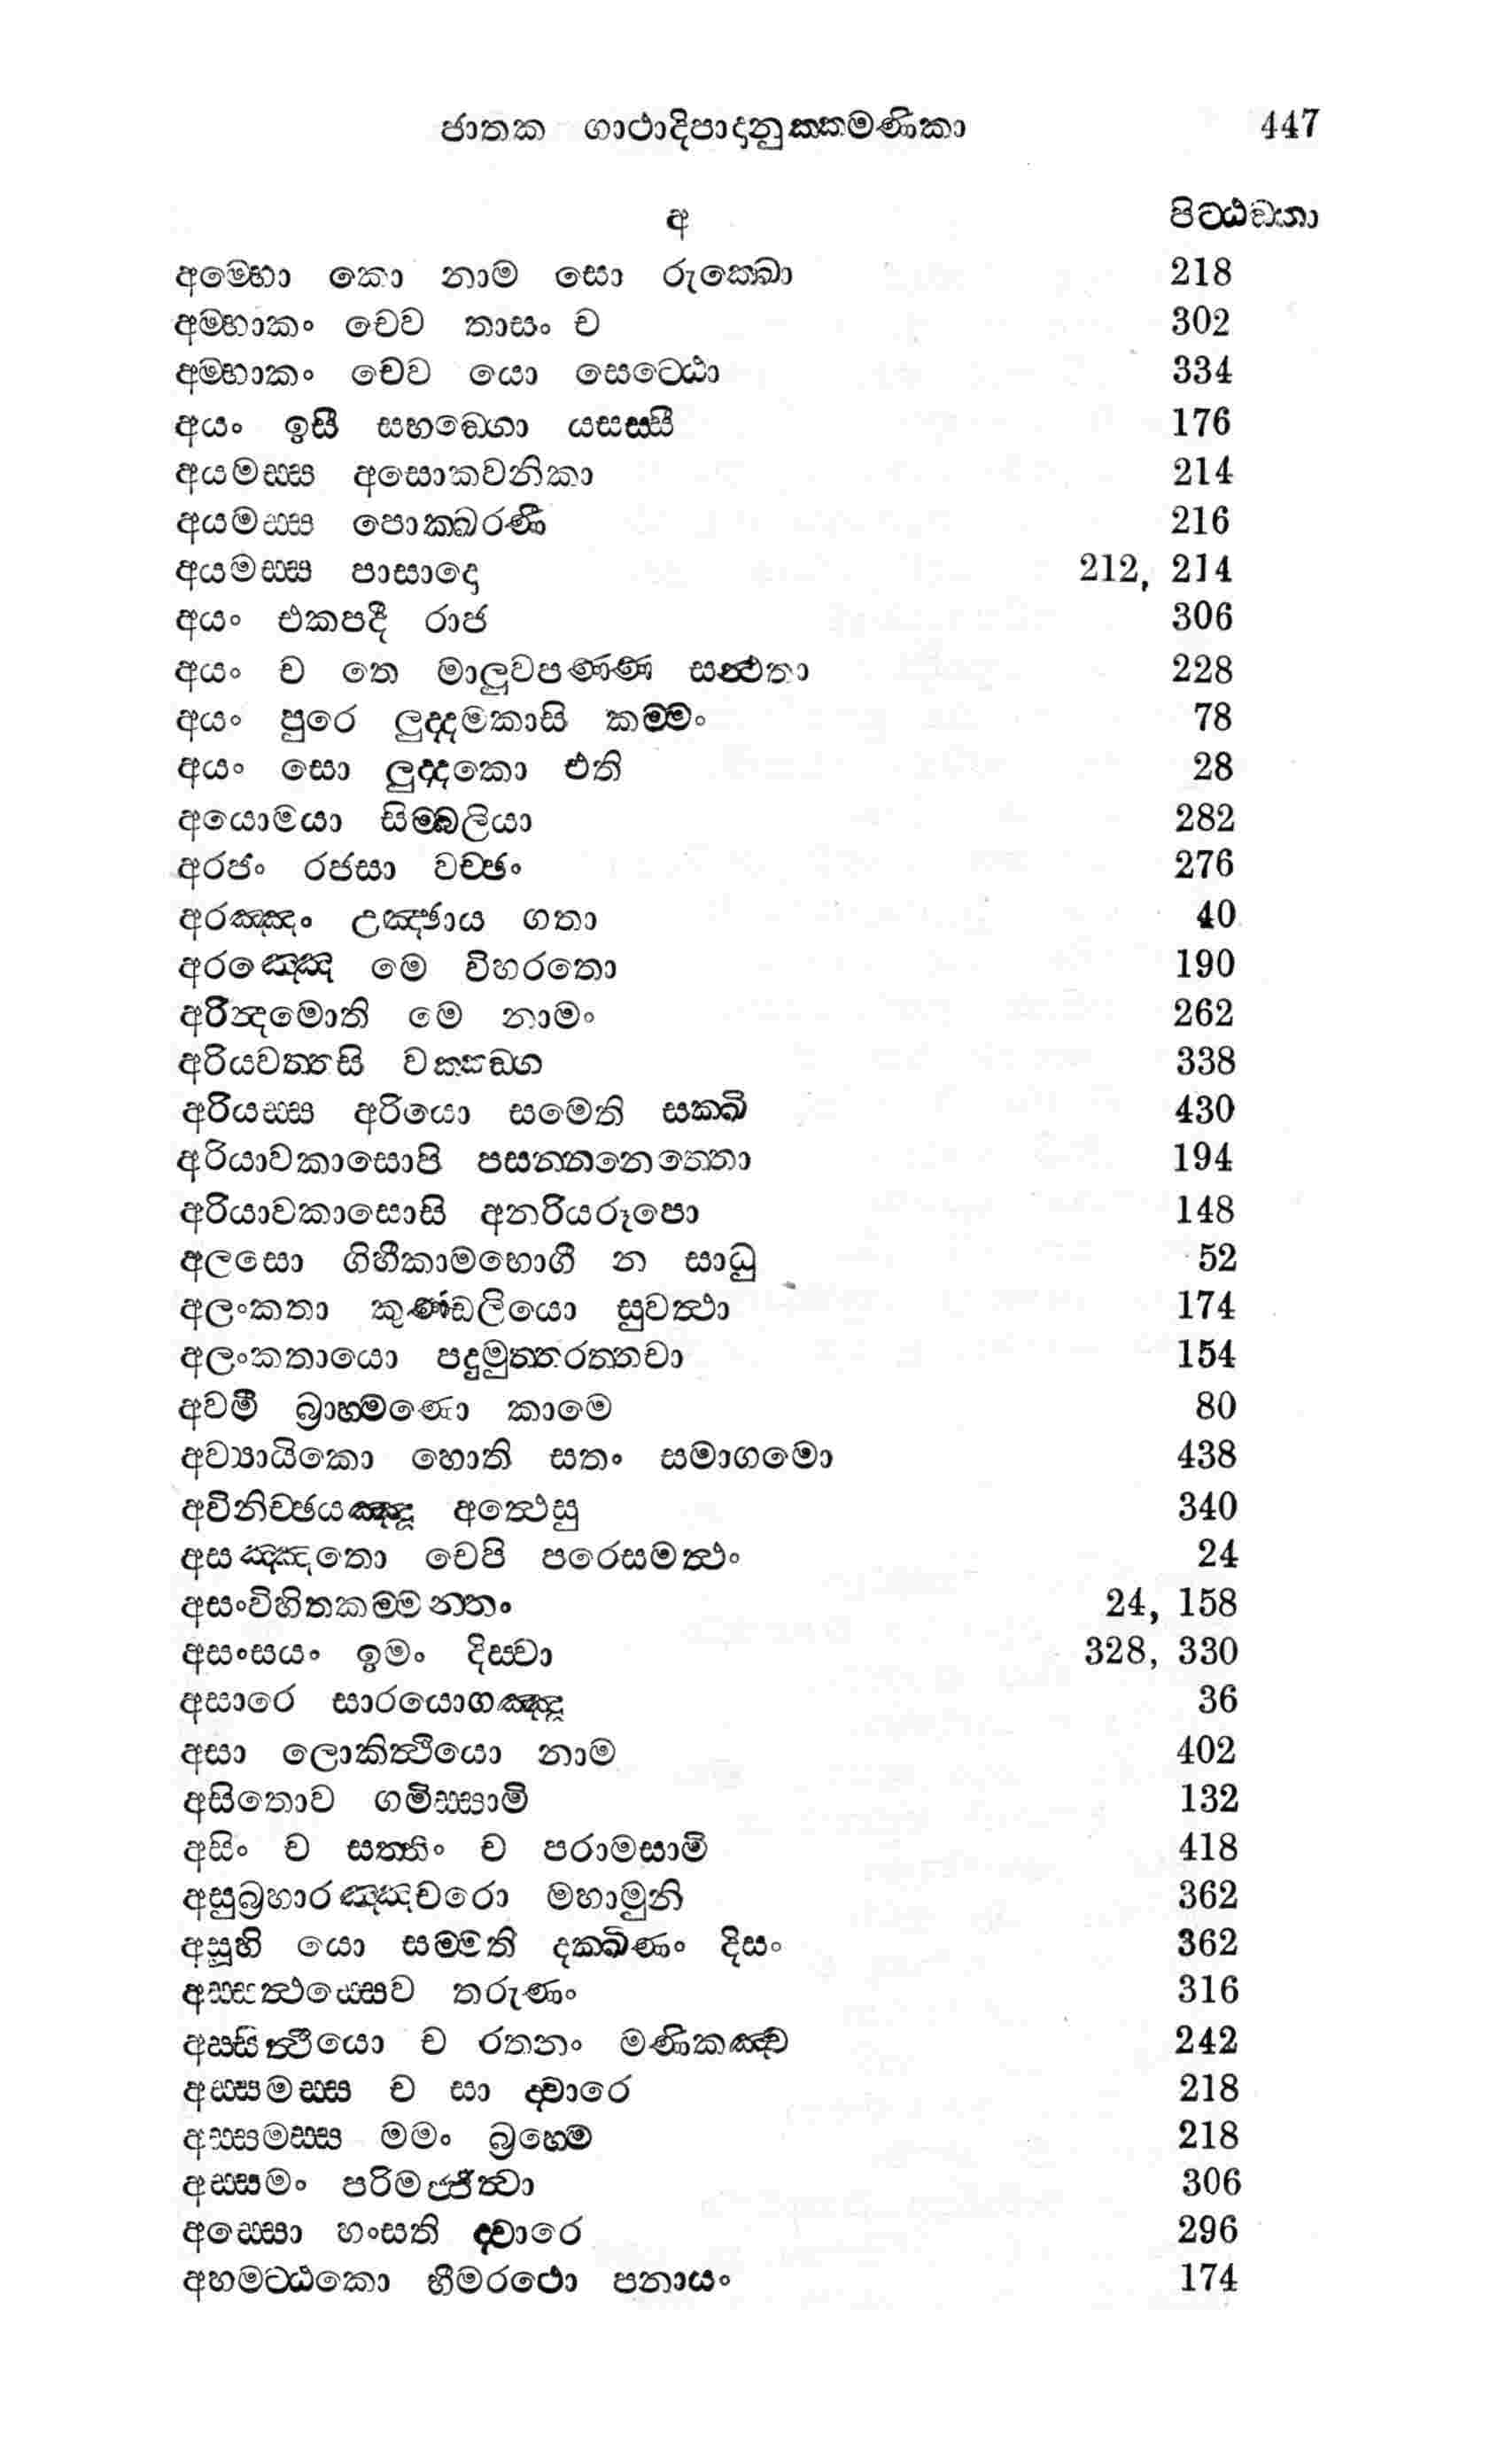 ජාතක ගාථාදිපාදානුක්කමණිකා 447
අ පිට්ඨඞ්කා
අම්භො කො නාම සො රුක්ඛො 218
අම්භාකං චෙව තාසං ච 302
අම්භාකං චෙව යො සෙට්ඨො 334
අයං ඉසී සභඞ්ගො යසස්සී 176
අයමස්ස අසොකවනිකා 214
අයමස්ස පොක්ඛරණී 216
අයමස්ස පාසාදො 212, 214
අයං එකපදී රාජ 306
අයං ච තෙ මාලුවපණ්ණ සන්ථතා 228
අයං පුරෙ ලුද්දමකාසි කම්මං 78
අයං සො ලුද්දකො එති 28
අයොමයා සිම්බලියා 282
අරජං රජසා වච්ඡං 276
අරඤ්ඤං උඤ්ඡාය ගතා 40
අරඤ්ඤෙ මෙ විහරතො 190
අරින්දමොති මෙ නාමං 262
අරියවත්තසි වක්කඞ්ග 338
අරියස්ස අරියො සමෙති සක්ඛි 430
අරියාවකාසොපි පසන්නනෙත්තො 194
අරියාවකාසොසි අනරියරූපො 148
අලසො ගිහීකාමභොගී න සාධු 52
අලංකතා කුණ්ඩලියො සුවත්ථා 174
අලංකතායො පදුමුත්තරත්තචා 154
අවමී බ්‍රාහ්මණො කාමෙ 80
අව්‍යායිකො හොති සතං සමාගමො 438
අවිනිච්ඡයඤ්ඤූ අත්ථෙසු 340
අසඤ්ඤතො චෙපි පරෙසමත්ථං 24
අසංවිහිතකම්මන්තං 24, 158
අසංසයං ඉමං දිස්වා 328, 330
අසාරෙ සාරයොගඤ්ඤූ 36
අසා ලොකිත්ථියො නාම 402
අසිතොව ගමිස්සාමි 132
අසිං ච සත්තිං ච පරාමසාමි 418
අසුබ්‍රහාරඤ්ඤචරො මහාමුනි 362
අසූහි යො සම්මති දක්ඛිණං දිසං 362
අස්සත්ථස්සෙව තරුණං 316
අස්සිත්ථියො ච රතනං මණිකඤ්ච 242
අස්සමස්ස ච සා ද්වාරෙ 218
අස්සමස්ස මමං බ්‍රහ්මෙ 218
අස්සමං පරිමජ්ජිත්වා 306
අස්සො හංසති ද්වාරෙ 296
අහමට්ඨකො භීමරථො පනායං 174